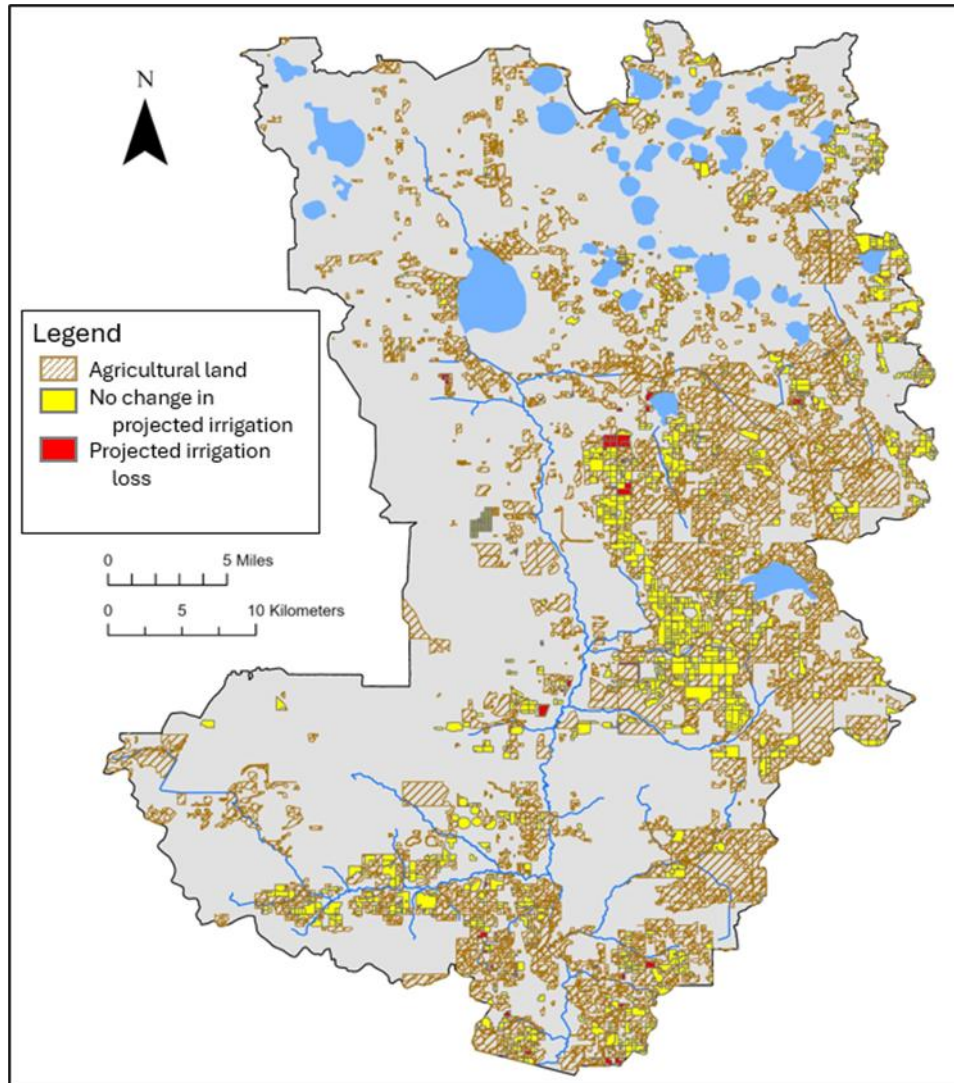 N
Legend
Agricultural land
No change in
projected irrigation
Projected irrigation
loss
0 5 Miles
0 5 10 Kilometers